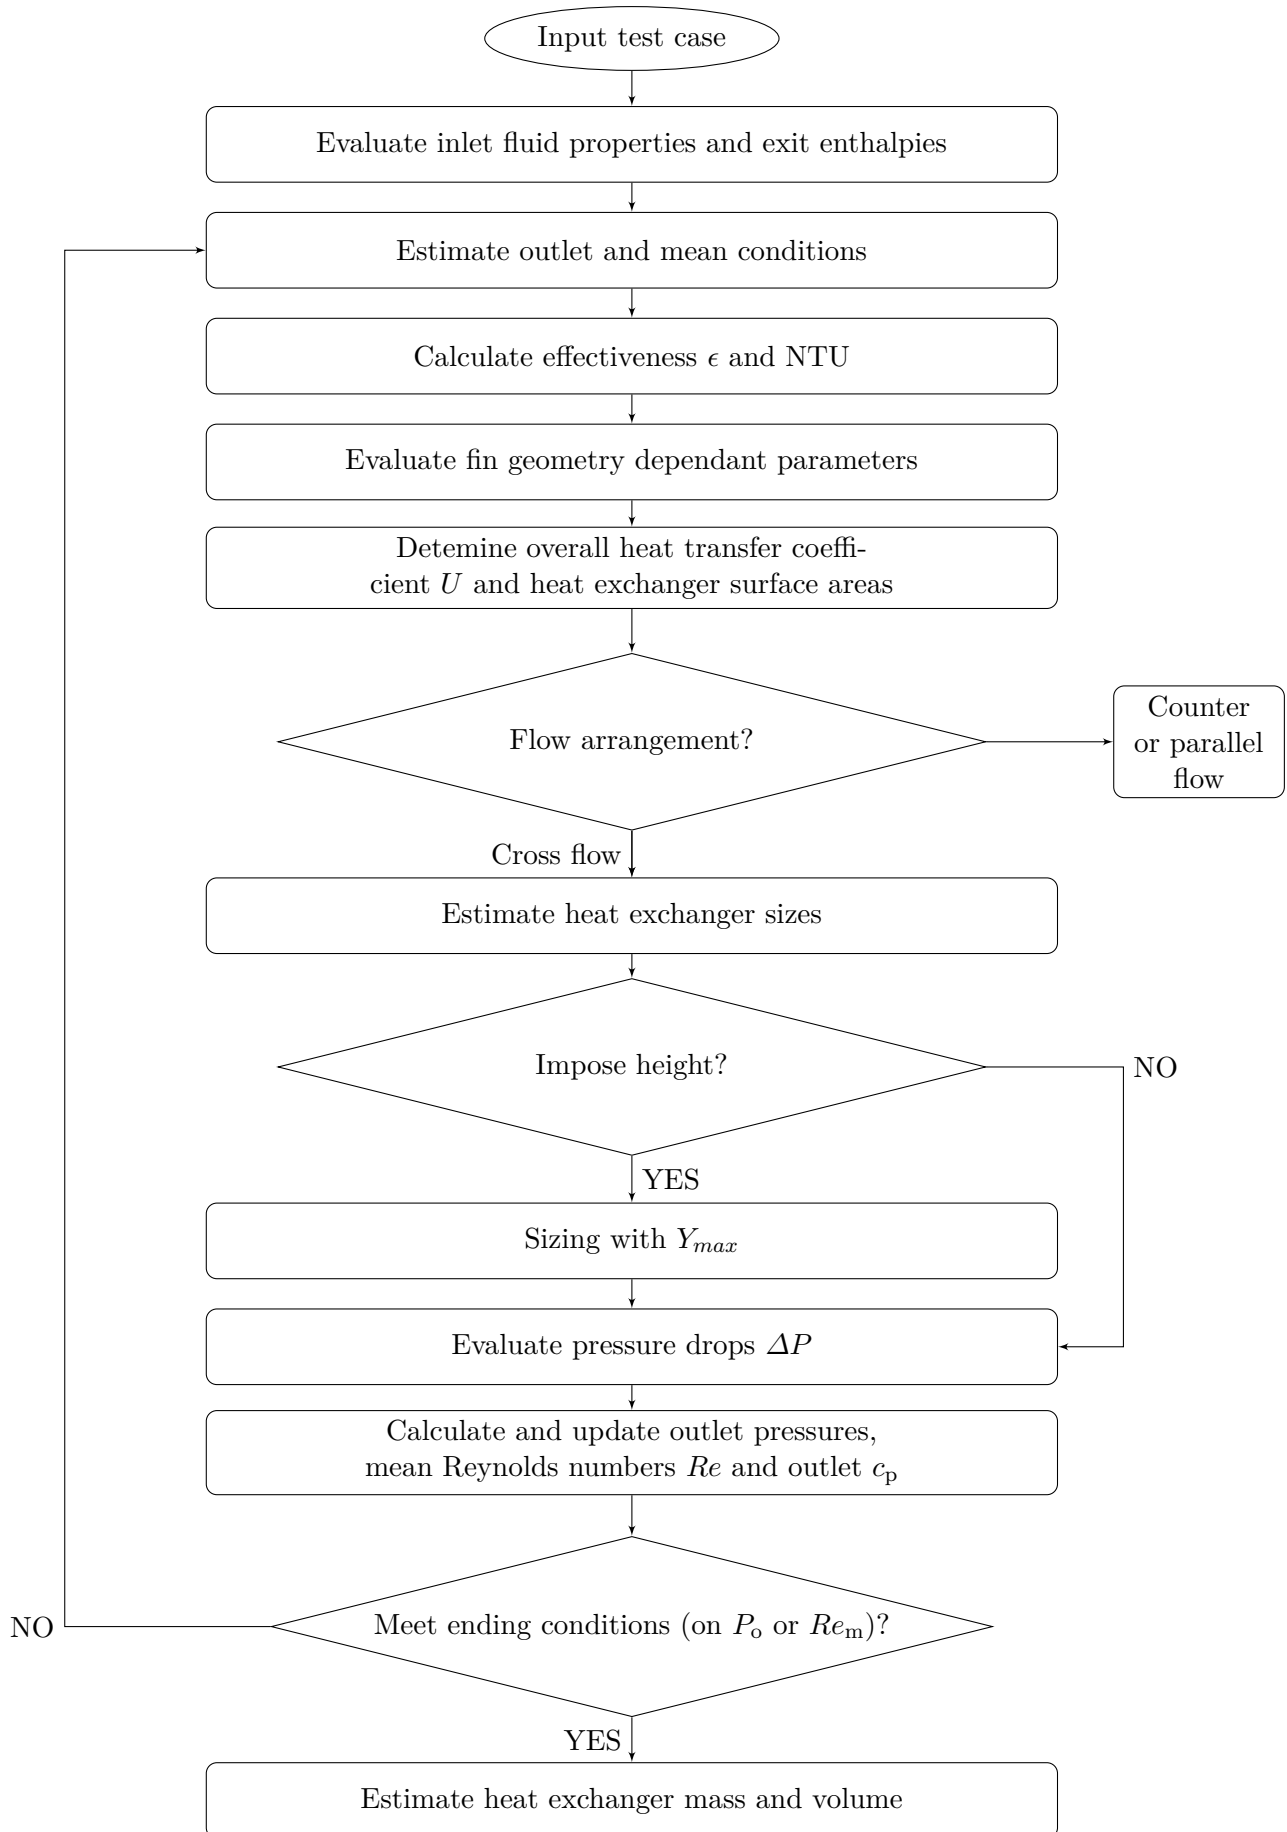 Input test case
Evaluate inlet fluid properties and exit enthalpies
Estimate outlet and mean conditions
Calculate effectiveness ϵ and NTU
Evaluate fin geometry dependant parameters
Detemine overall heat transfer coeffi-
cient U and heat exchanger surface areas
Flow arrangement?
Counter
or parallel
flow
Cross flow
Estimate heat exchanger sizes
Impose height?
NO
YES
Sizing with Y_{max}
Evaluate pressure drops ΔP
Calculate and update outlet pressures,
mean Reynolds numbers Re and outlet c_p
Meet ending conditions (on P_o or Re_m)?
NO
YES
Estimate heat exchanger mass and volume